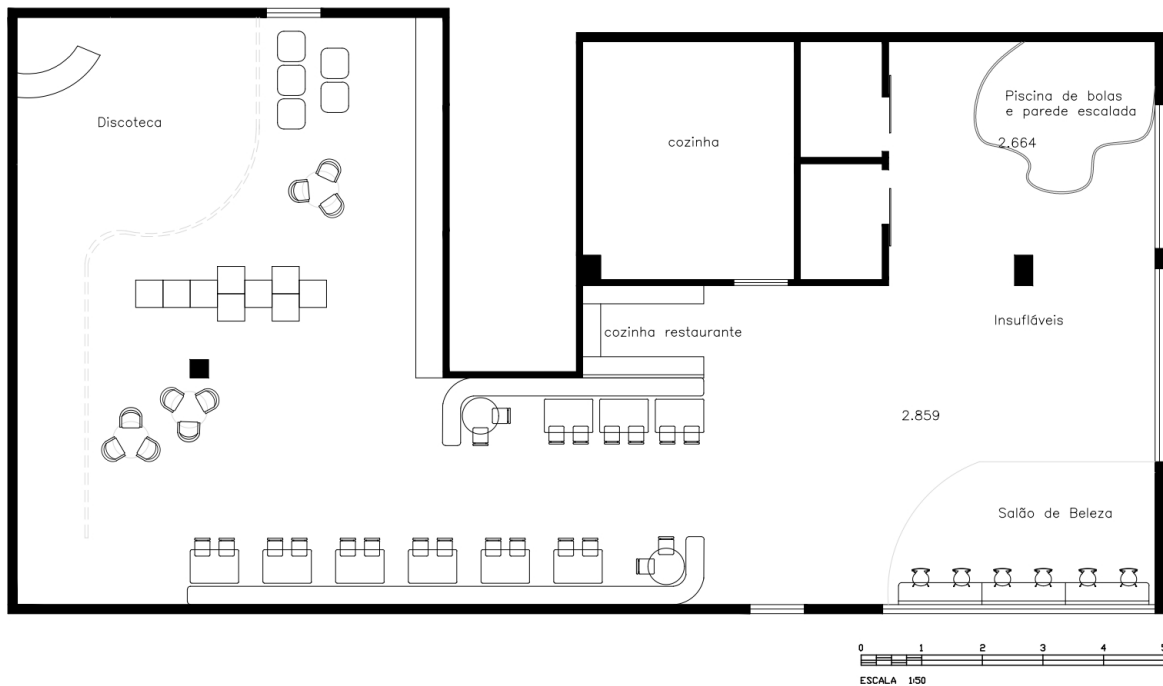 Discoteca
cozinha
Piscina de bolas
e parede escalada
2.664
cozinha restaurante
Insufláveis
2.859
Salão de Beleza
0 1 2 3 4 5
ESCALA 1:50